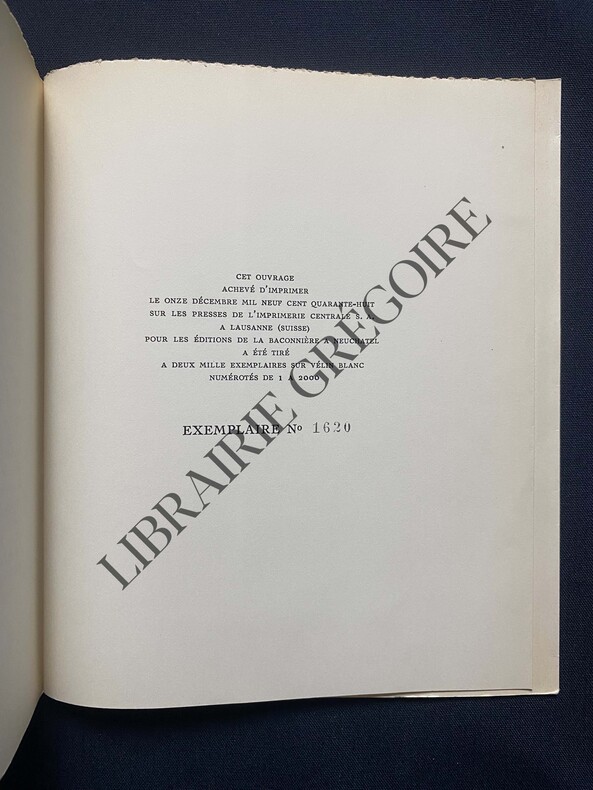 CET OUVRAGE
ACHEVÉ D'IMPRIMER
LE ONZE DÉCEMBRE MIL NEUF CENT QUARANTE-HUIT
SUR LES PRESSES DE L'IMPRIMERIE CENTRALE S. A.
A LAUSANNE (SUISSE)
POUR LES ÉDITIONS DE LA BACONNIÈRE A NEUCHATEL
A ÉTÉ TIRÉ
A DEUX MILLE EXEMPLAIRES SUR VÉLIN BLANC
NUMÉROTÉS DE 1 À 2000
EXEMPLAIRE No 1620
LIBRAIRIE GREGOIRE